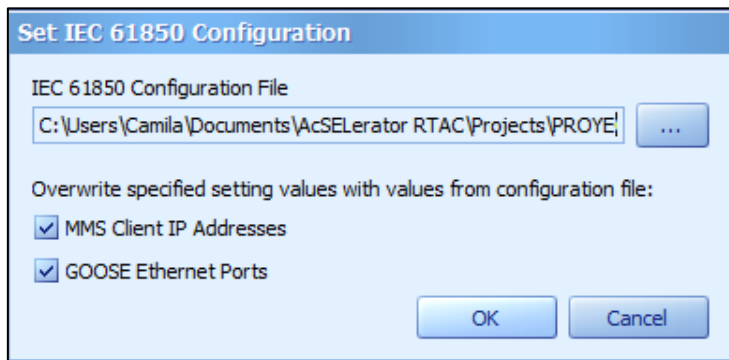 Set IEC 61850 Configuration
IEC 61850 Configuration File
C:\Users\Camila\Documents\AcSELerator RTAC\Projects\PROYE
...
Overwrite specified setting values with values from configuration file:
MMS Client IP Addresses
GOOSE Ethernet Ports
OK Cancel